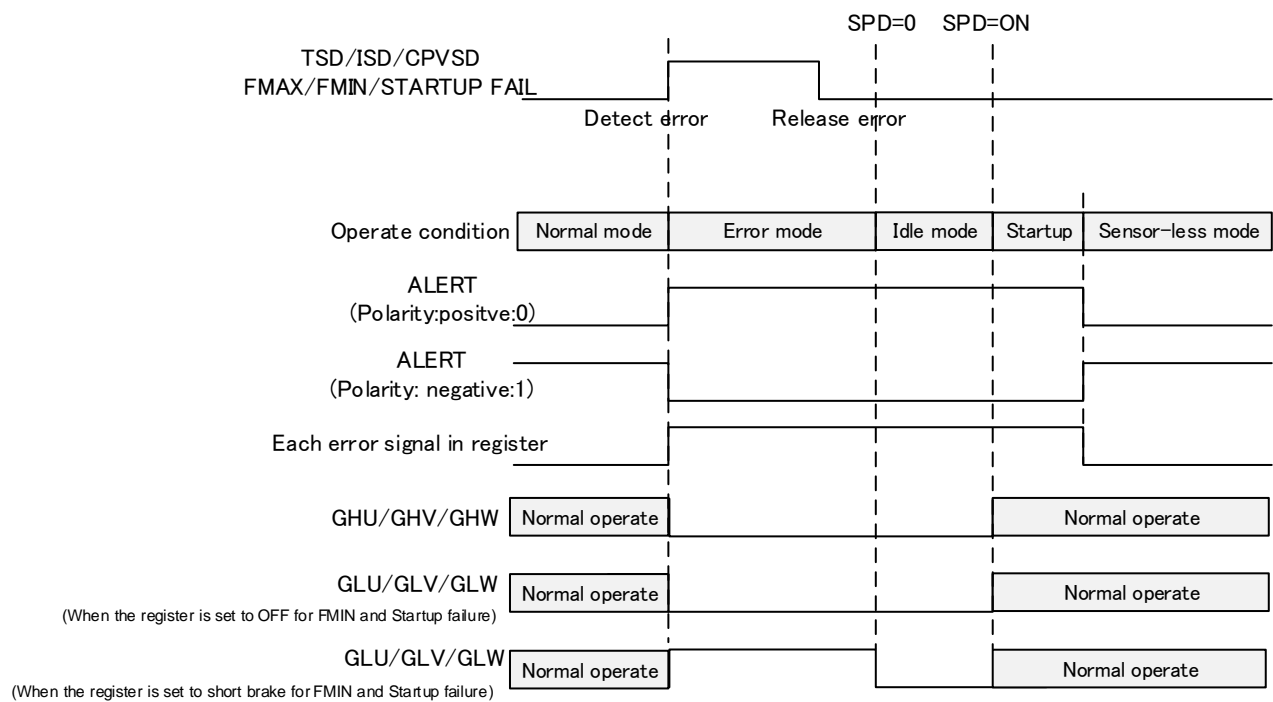 SPD=0 SPD=ON
TSD/ISD/CPVSD
FMAX/FMIN/STARTUP FAIL
Detect error Release error
Operate condition Normal mode Error mode Idle mode Startup Sensor-less mode
ALERT
(Polarity:positve:0)
ALERT
(Polarity: negative:1)
Each error signal in register
GHU/GHV/GHW Normal operate Normal operate
GLU/GLV/GLW Normal operate Normal operate
(When the register is set to OFF for FMIN and Startup failure)
GLU/GLV/GLW Normal operate Normal operate
(When the register is set to short brake for FMIN and Startup failure)